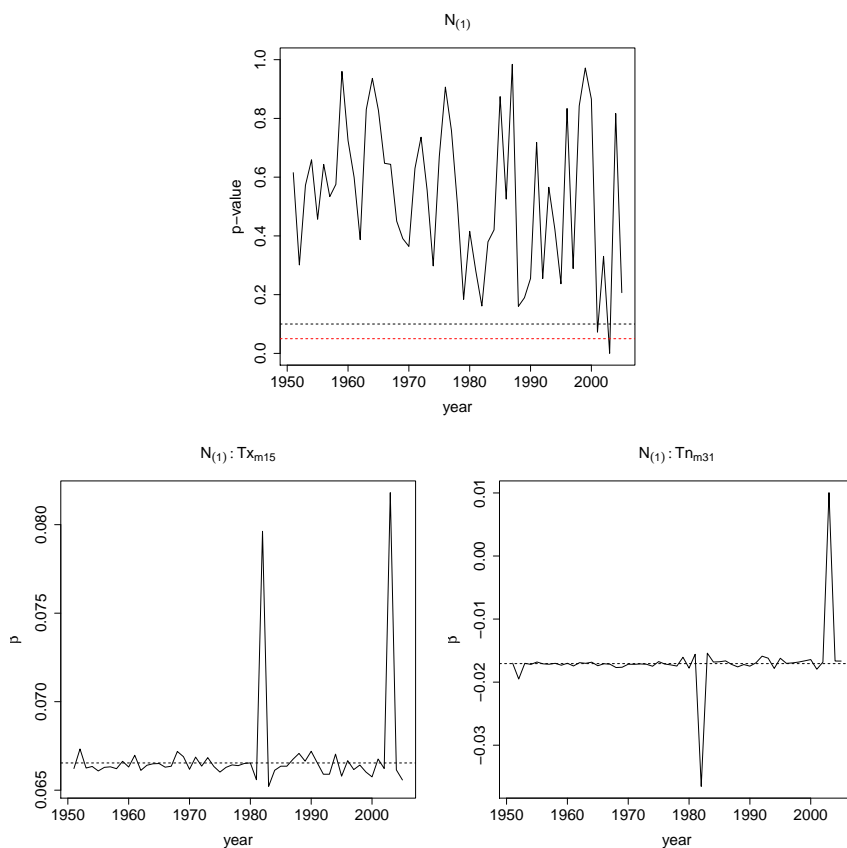 N(1)
p−value
0.0 0.2 0.4 0.6 0.8 1.0
1950 1960 1970 1980 1990 2000
year
N(1) : Txm15
β
0.065 0.070 0.075 0.080
1950 1960 1970 1980 1990 2000
year
N(1) : Tnm31
β
−0.03 −0.02 −0.01 0.00 0.01
1950 1960 1970 1980 1990 2000
year